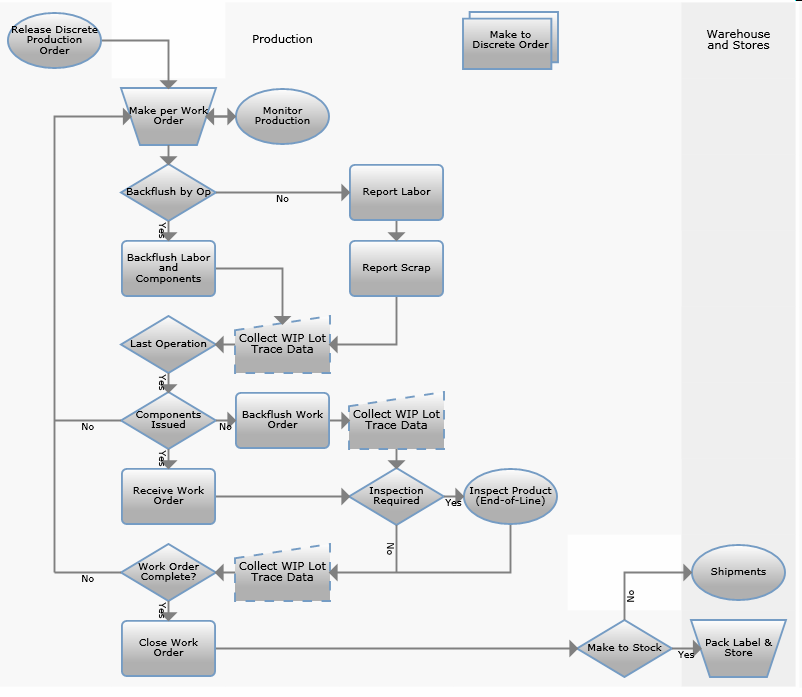 Release Discrete
Production
Order
Production
Make to
Discrete Order
Warehouse
and Stores
Make per Work
Order
Monitor
Production
Backflush by Op
No
Report Labor
Yes
Backflush Labor
and
Components
Report Scrap
Last Operation
Collect WIP Lot
Trace Data
Yes
No
Components
Issued
No
Backflush Work
Order
Collect WIP Lot
Trace Data
Yes
Receive Work
Order
Inspection
Required
Yes
Inspect Product
(End-of-Line)
No
No
Work Order
Complete?
Collect WIP Lot
Trace Data
Shipments
Yes
No
Close Work
Order
Make to Stock
Yes
Pack Label &
Store